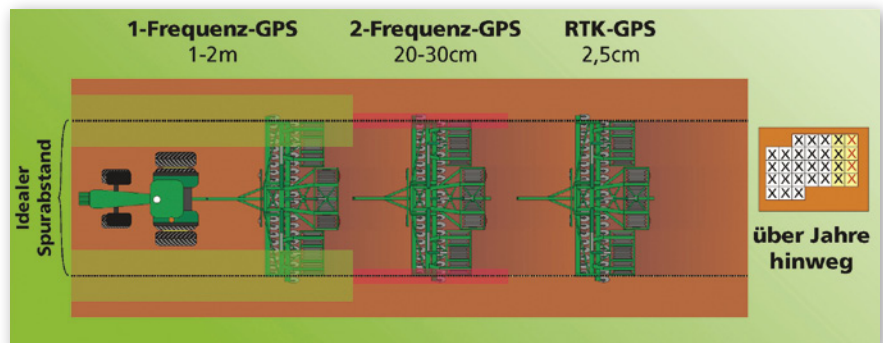 1-Frequenz-GPS
1-2m
2-Frequenz-GPS
20-30cm
RTK-GPS
2,5cm
Idealer
Spurabstand
X X X X X
X X X X X X X
X X X X X X X
X X X X X X X
X X X
über Jahre
hinweg